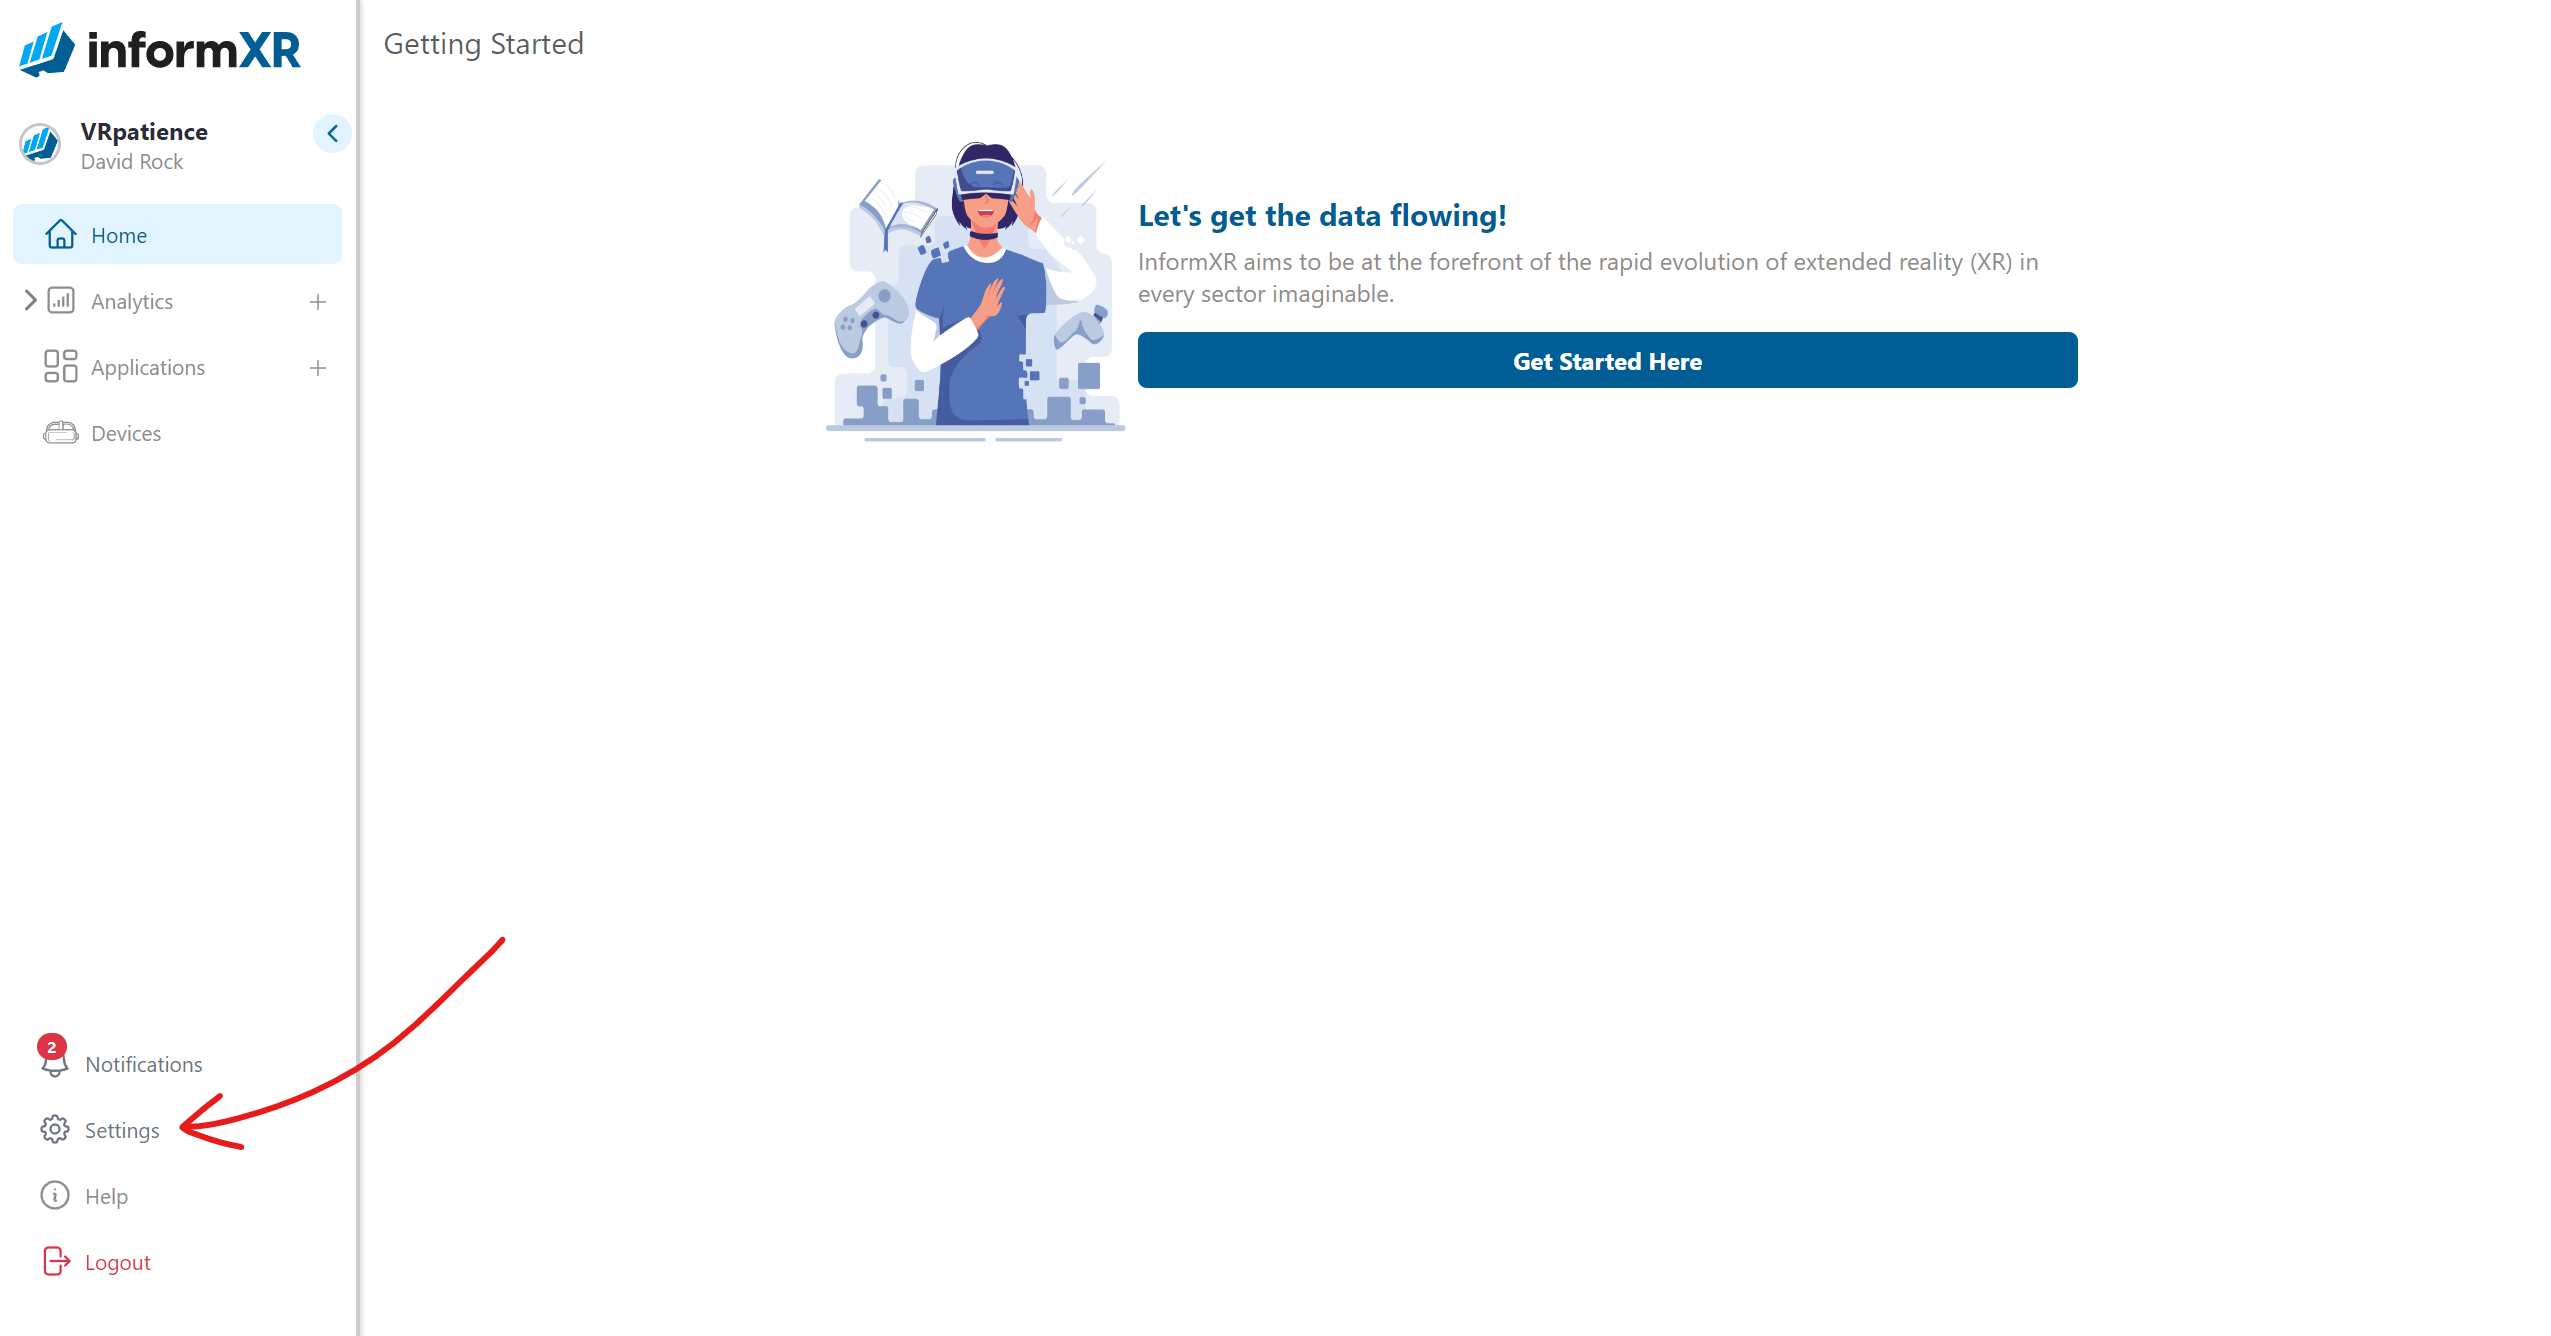 informXR
VRpatience
David Rock
Home
Analytics
Applications
Devices
2
Notifications
Settings
Help
Logout
Getting Started
Let's get the data flowing!
InformXR aims to be at the forefront of the rapid evolution of extended reality (XR) in
every sector imaginable.
Get Started Here